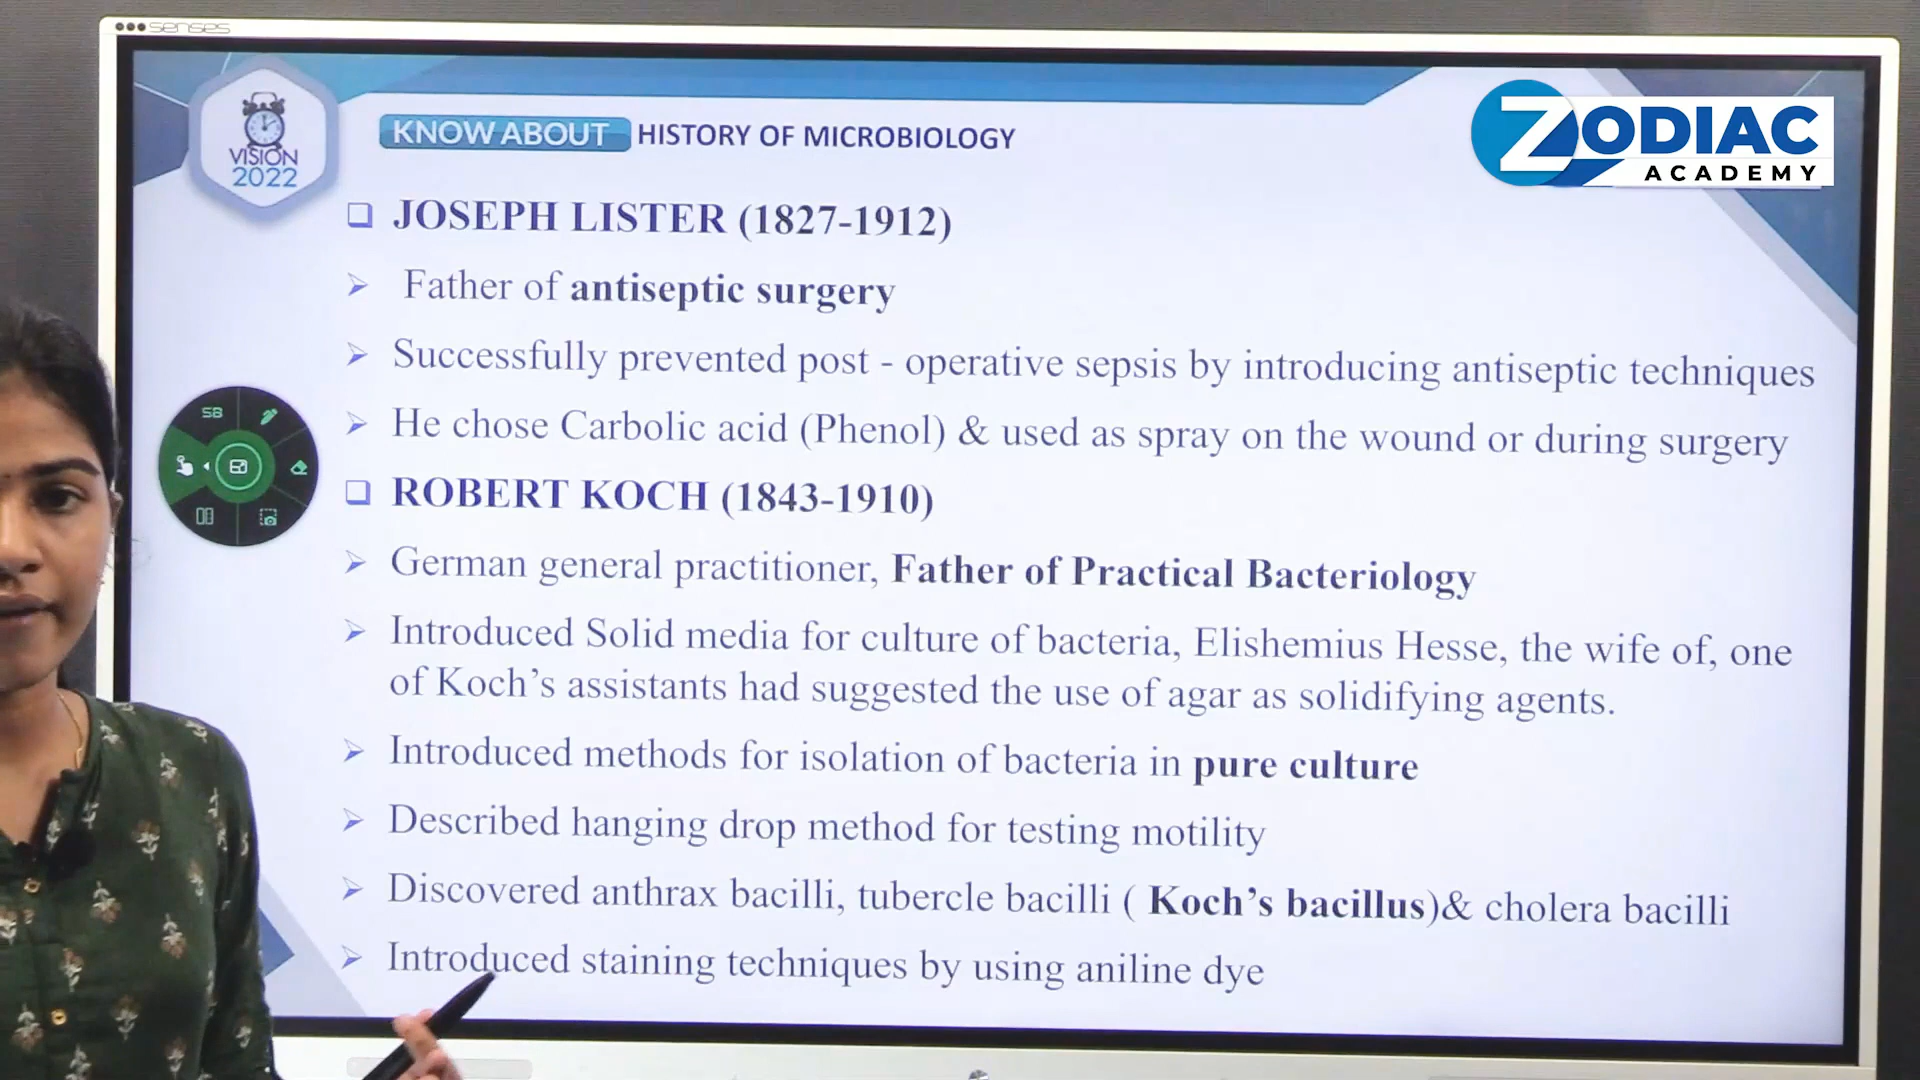 senses
VISION
2022
KNOW ABOUT HISTORY OF MICROBIOLOGY
ZODIAC
ACADEMY
JOSEPH LISTER (1827-1912)
Father of antiseptic surgery
Successfully prevented post - operative sepsis by introducing antiseptic techniques
He chose Carbolic acid (Phenol) & used as spray on the wound or during surgery
ROBERT KOCH (1843-1910)
German general practitioner, Father of Practical Bacteriology
Introduced Solid media for culture of bacteria, Elishemius Hesse, the wife of, one
of Koch's assistants had suggested the use of agar as solidifying agents.
Introduced methods for isolation of bacteria in pure culture
Described hanging drop method for testing motility
Discovered anthrax bacilli, tubercle bacilli ( Koch's bacillus)& cholera bacilli
Introduced staining techniques by using aniline dye